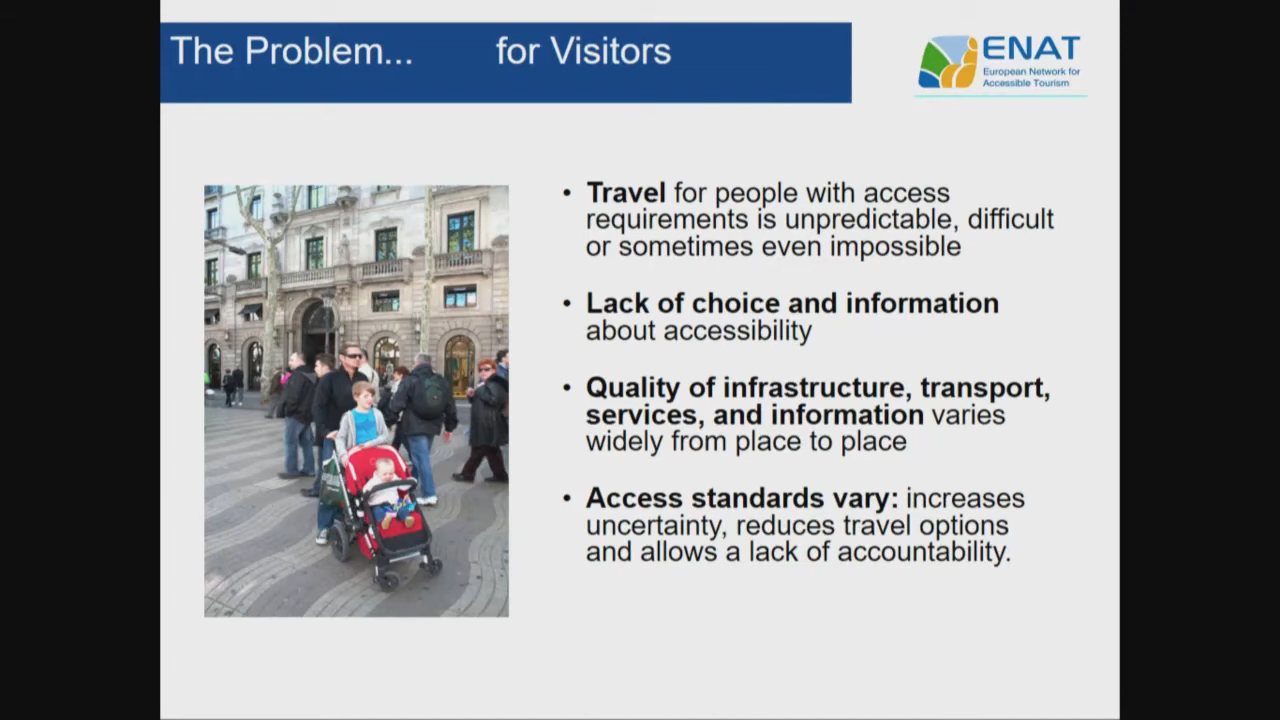 The Problem... for Visitors
ENAT
European Network for
Accessible Tourism
• Travel for people with access
requirements is unpredictable, difficult
or sometimes even impossible
• Lack of choice and information
about accessibility
• Quality of infrastructure, transport,
services, and information varies
widely from place to place
• Access standards vary: increases
uncertainty, reduces travel options
and allows a lack of accountability.